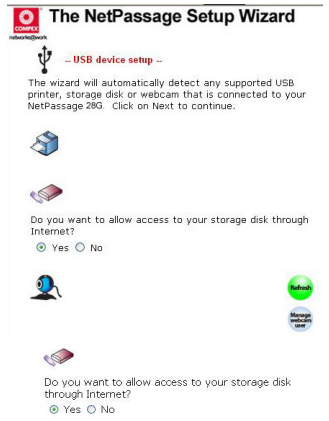 The NetPassage Setup Wizard
COMPEX
networks@work
-- USB device setup --
The wizard will automatically detect any supported USB
printer, storage disk or webcam that is connected to your
NetPassage 28G. Click on Next to continue.
Do you want to allow access to your storage disk through
Internet?
Yes No
Refresh
Manage
webcam
user
Do you want to allow access to your storage disk
through Internet?
Yes No